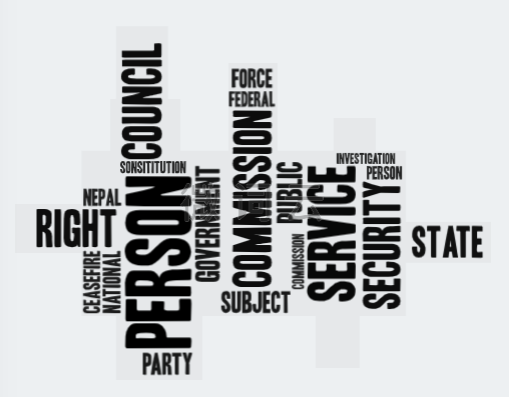 COUNCIL
FORCE
FEDERAL
SONSITITUTION
COMMISSION
INVESTIGATION
PERSON
NEPAL
RIGHT
PERSON
GOVERNMENT
PUBLIC
SERVICE
SECURITY
STATE
CEASEFIRE
NATIONAL
COMMISSION
SUBJECT
PARTY